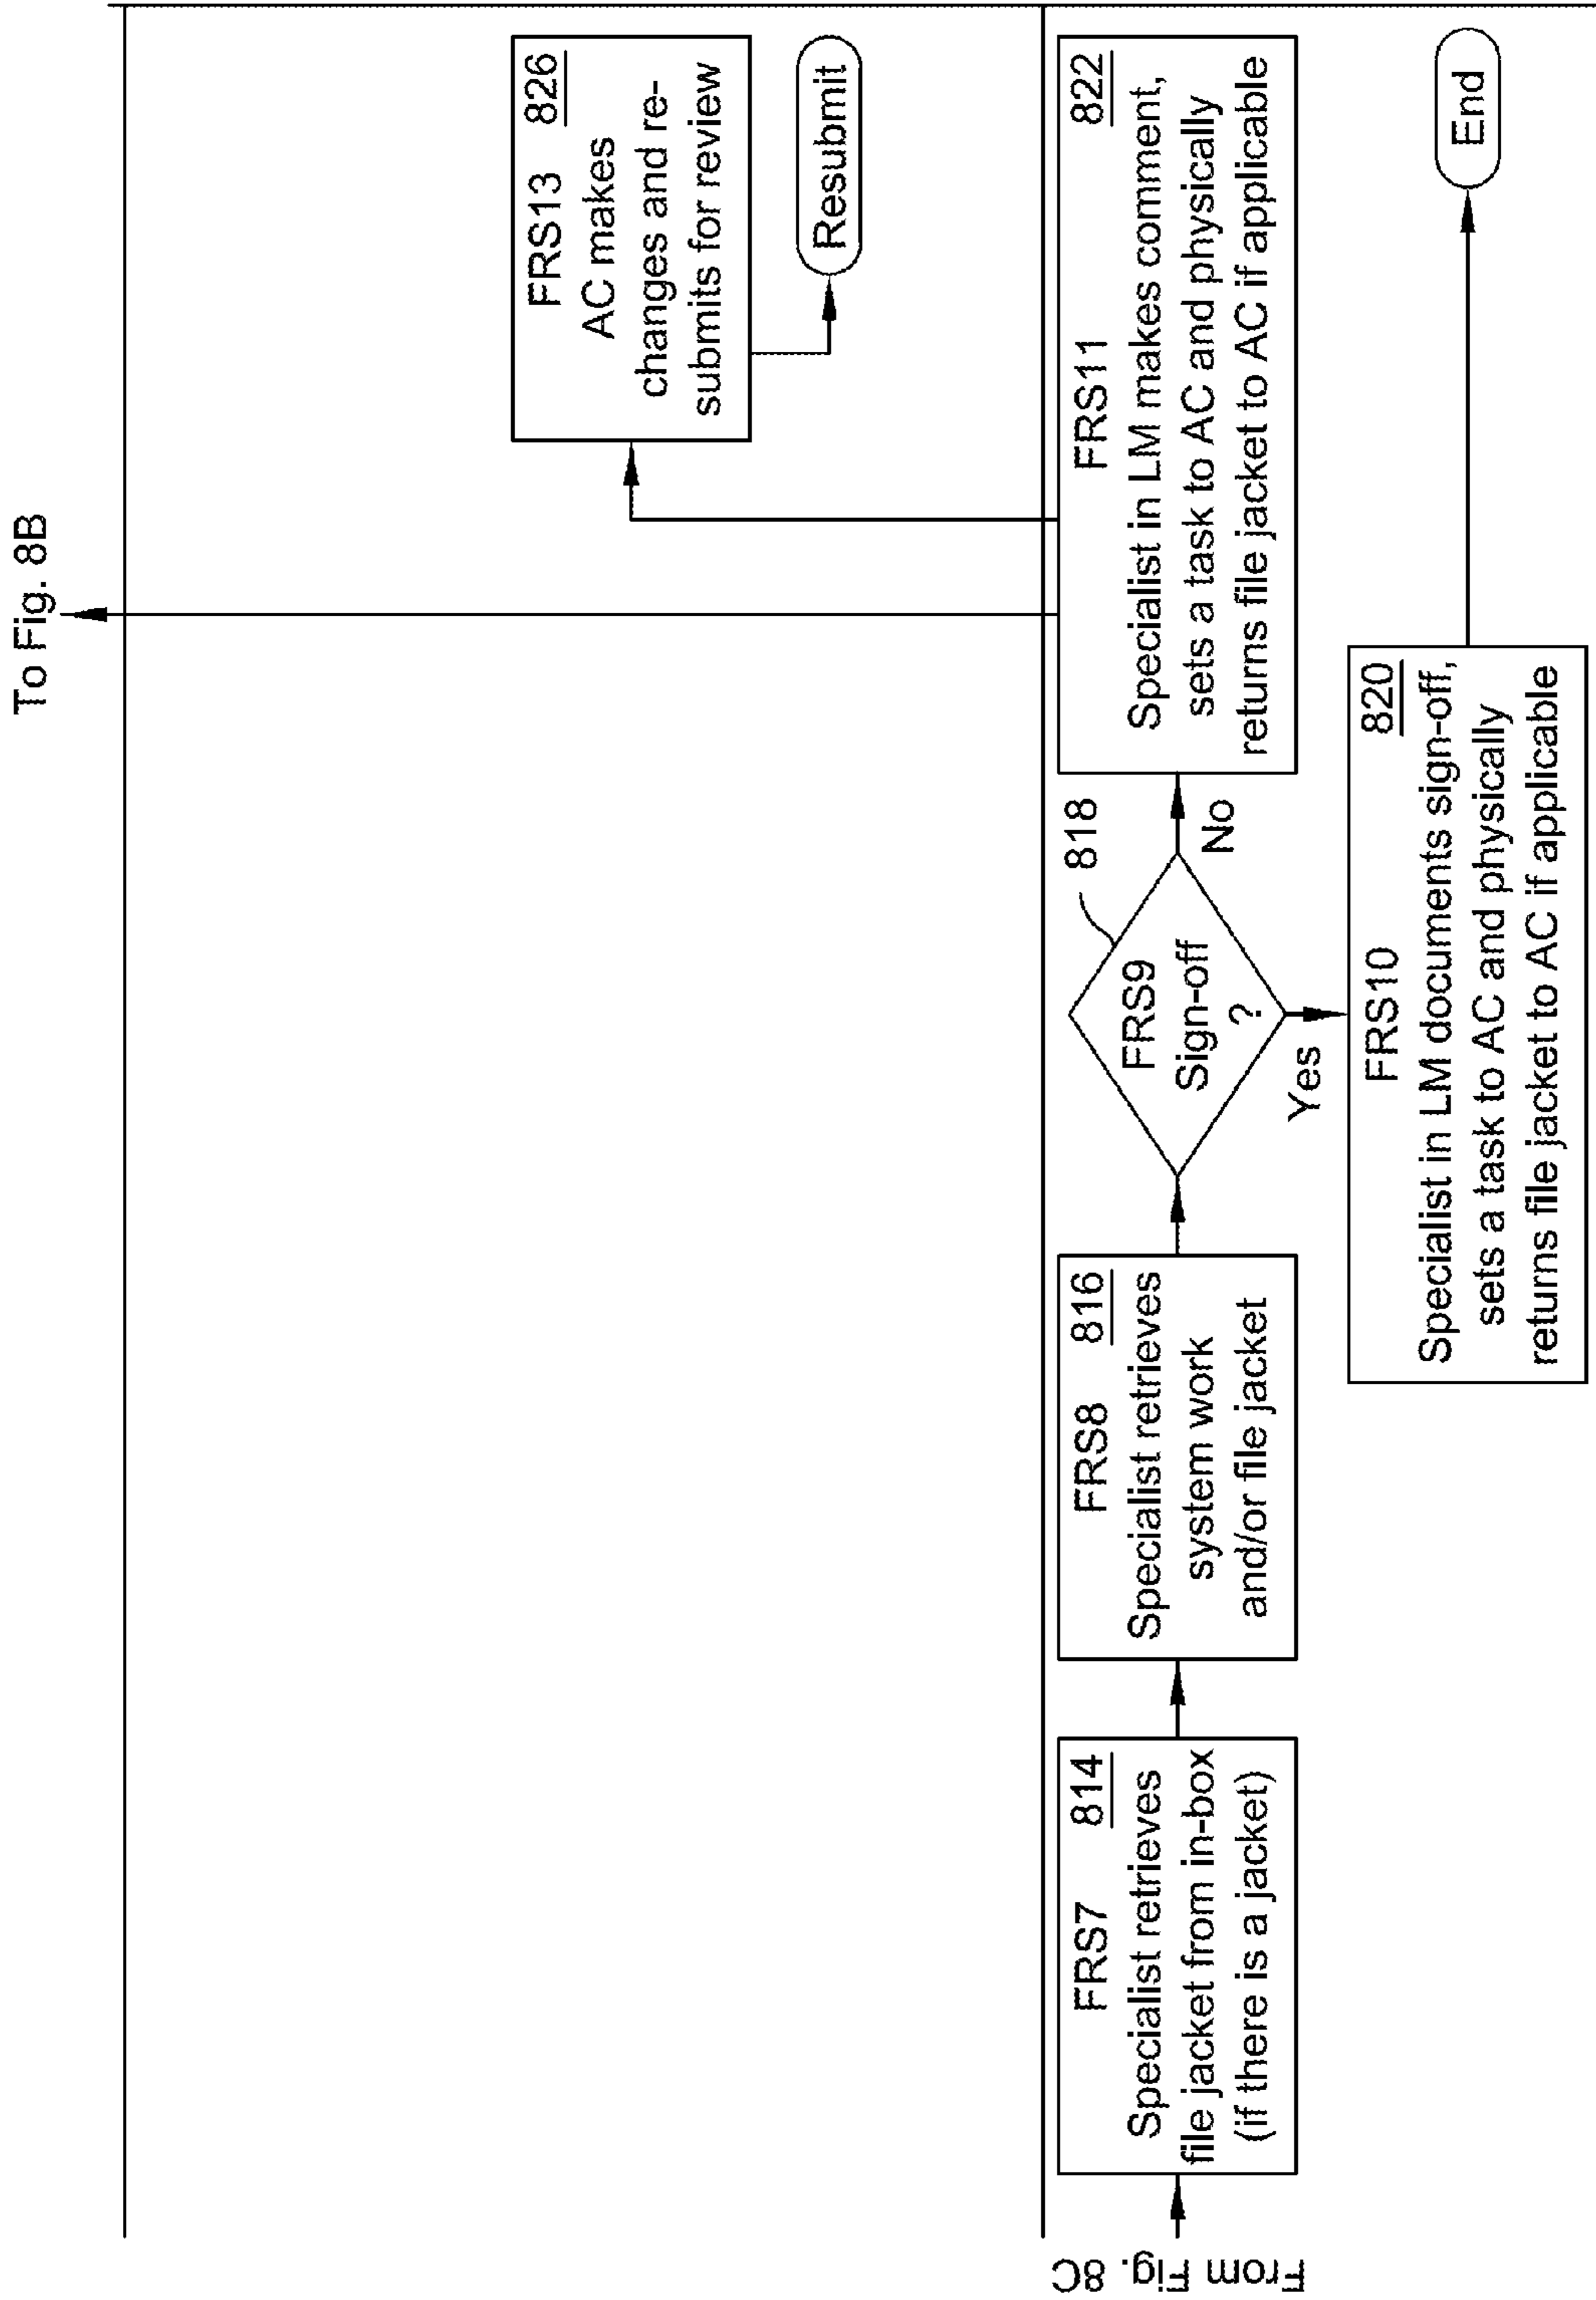 To Fig. 8B
FRS13 826
AC makes
changes and re-
submits for review
Resubmit
From Fig. 8C
FRS7 814
Specialist retrieves
file jacket from in-box
(if there is a jacket)
FRS8 816
Specialist retrieves
system work
and/or file jacket
818
FRS9
Sign-off
?
No
Yes
FRS11 822
Specialist in LM makes comment,
sets a task to AC and physically
returns file jacket to AC if applicable
FRS10 820
Specialist in LM documents sign-off,
sets a task to AC and physically
returns file jacket to AC if applicable
End